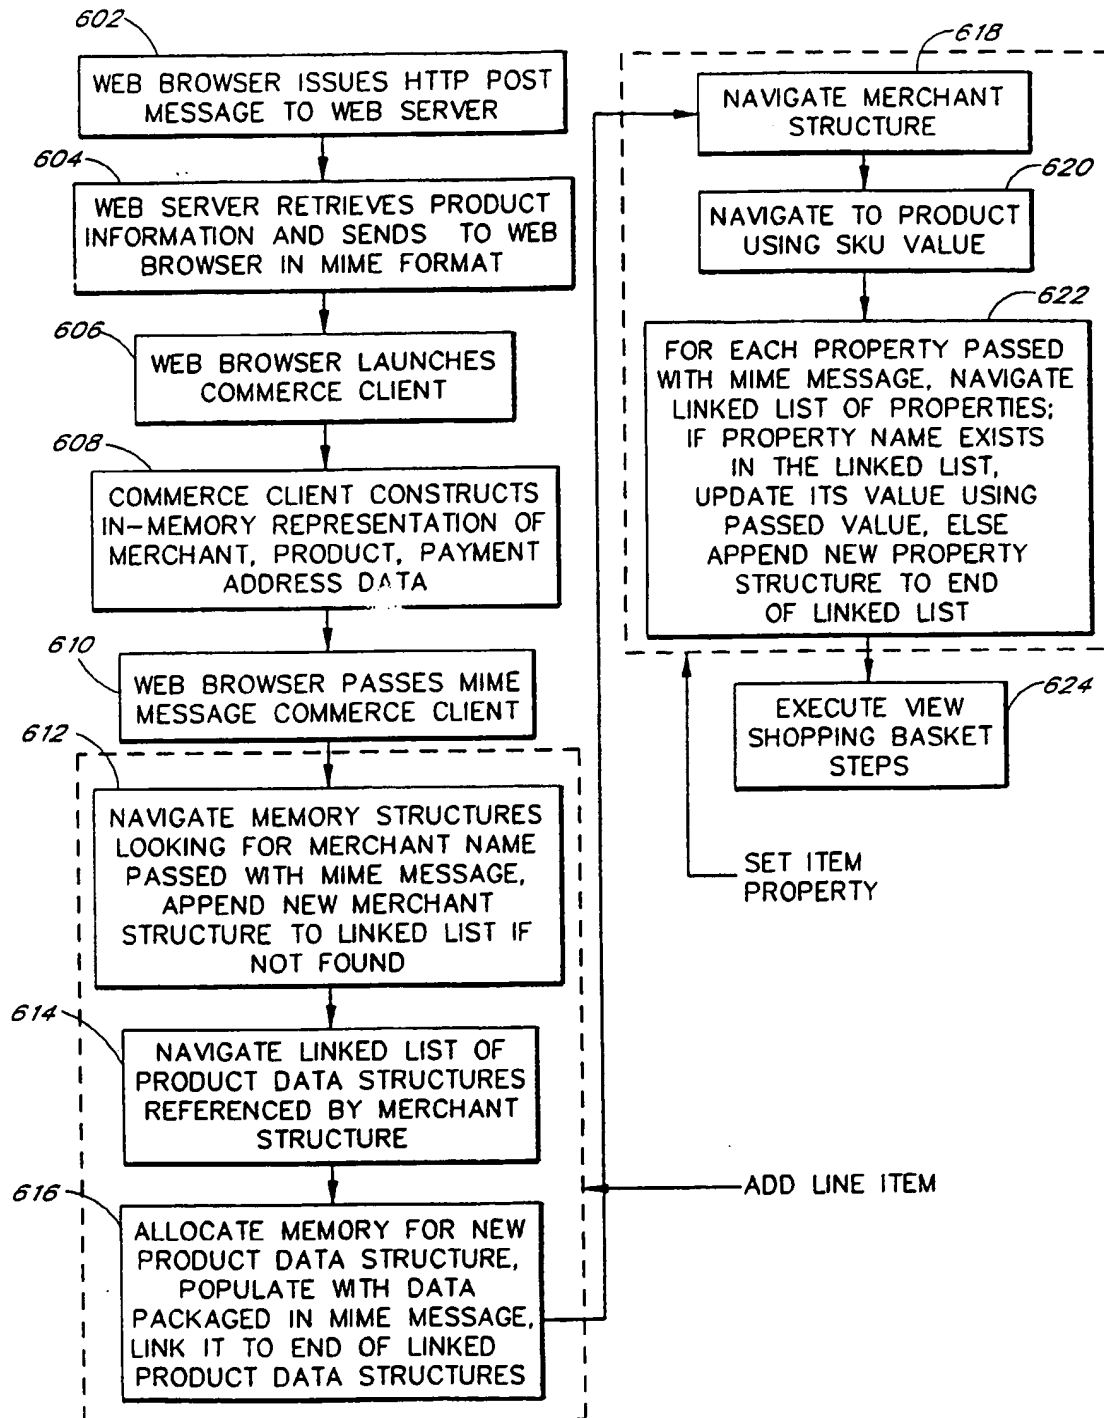 602
WEB BROWSER ISSUES HTTP POST
MESSAGE TO WEB SERVER
604
WEB SERVER RETRIEVES PRODUCT
INFORMATION AND SENDS TO WEB
BROWSER IN MIME FORMAT
606
WEB BROWSER LAUNCHES
COMMERCE CLIENT
608
COMMERCE CLIENT CONSTRUCTS
IN-MEMORY REPRESENTATION OF
MERCHANT, PRODUCT, PAYMENT
ADDRESS DATA
610
WEB BROWSER PASSES MIME
MESSAGE COMMERCE CLIENT
612
NAVIGATE MEMORY STRUCTURES
LOOKING FOR MERCHANT NAME
PASSED WITH MIME MESSAGE,
APPEND NEW MERCHANT
STRUCTURE TO LINKED LIST IF
NOT FOUND
614
NAVIGATE LINKED LIST OF
PRODUCT DATA STRUCTURES
REFERENCED BY MERCHANT
STRUCTURE
616
ALLOCATE MEMORY FOR NEW
PRODUCT DATA STRUCTURE,
POPULATE WITH DATA
PACKAGED IN MIME MESSAGE,
LINK IT TO END OF LINKED
PRODUCT DATA STRUCTURES
ADD LINE ITEM
618
NAVIGATE MERCHANT
STRUCTURE
620
NAVIGATE TO PRODUCT
USING SKU VALUE
622
FOR EACH PROPERTY PASSED
WITH MIME MESSAGE, NAVIGATE
LINKED LIST OF PROPERTIES;
IF PROPERTY NAME EXISTS
IN THE LINKED LIST,
UPDATE ITS VALUE USING
PASSED VALUE, ELSE
APPEND NEW PROPERTY
STRUCTURE TO END
OF LINKED LIST
624
EXECUTE VIEW
SHOPPING BASKET
STEPS
SET ITEM
PROPERTY